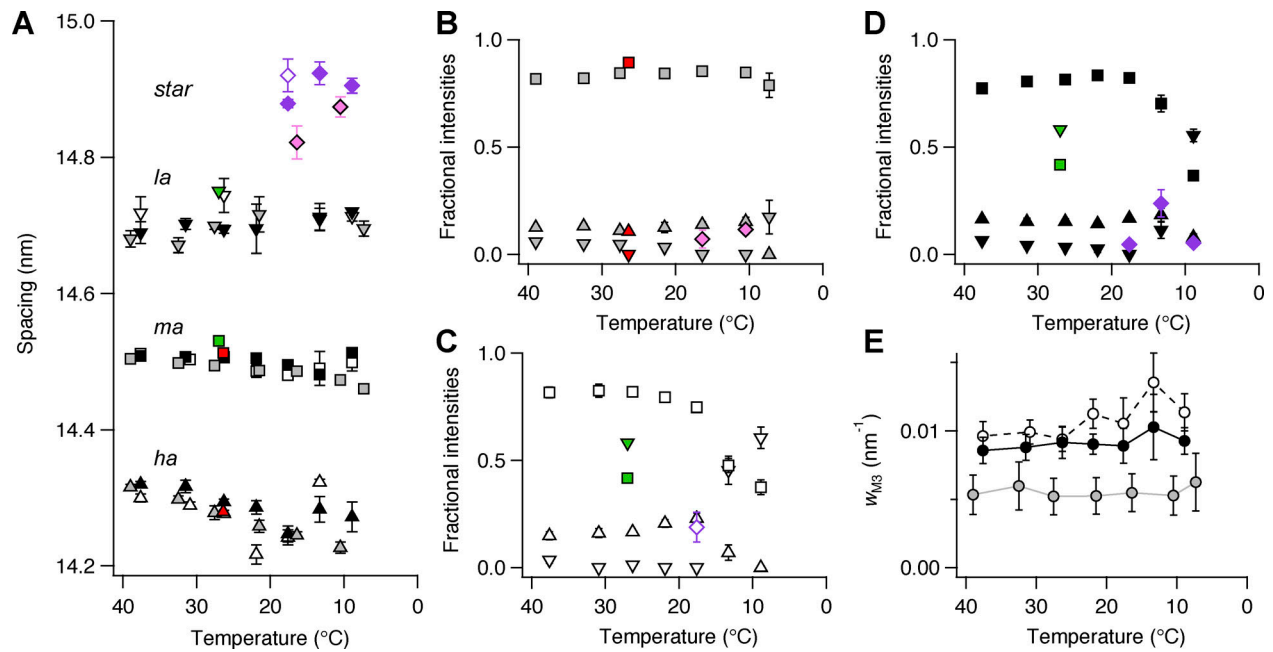 A
15.0
14.8
14.6
14.4
14.2
Spacing (nm)
star
la
ma
ha
40 30 20 10 0
Temperature (°C)
B
1.0
0.5
0.0
Fractional intensities
40 30 20 10 0
Temperature (°C)
C
1.0
0.5
0.0
Fractional intensities
40 30 20 10 0
Temperature (°C)
D
1.0
0.5
0.0
Fractional intensities
40 30 20 10 0
Temperature (°C)
E
0.01
0.00
wM3 (nm-1)
40 30 20 10 0
Temperature (°C)